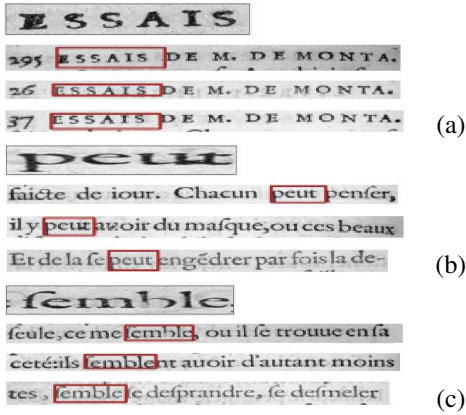 ESSAIS
295 ESSAIS DE M. DE MONTA.
26 ESSAIS DE M. DE MONTA.
37 ESSAIS DE M. DE MONTA.
(a)
peut
faicte de iour. Chacun peut penſer,
il y peut auoir du maſque, ou ces beaux
Et de la ſe peut engēdrer par fois la de-
(b)
ſemble
ſeule, ce me ſemble, ou il ſe trouue en ſa
ceté: ils ſemblent auoir d'autant moins
tes, ſemble ſe deſprandre, ſe deſmeler
(c)